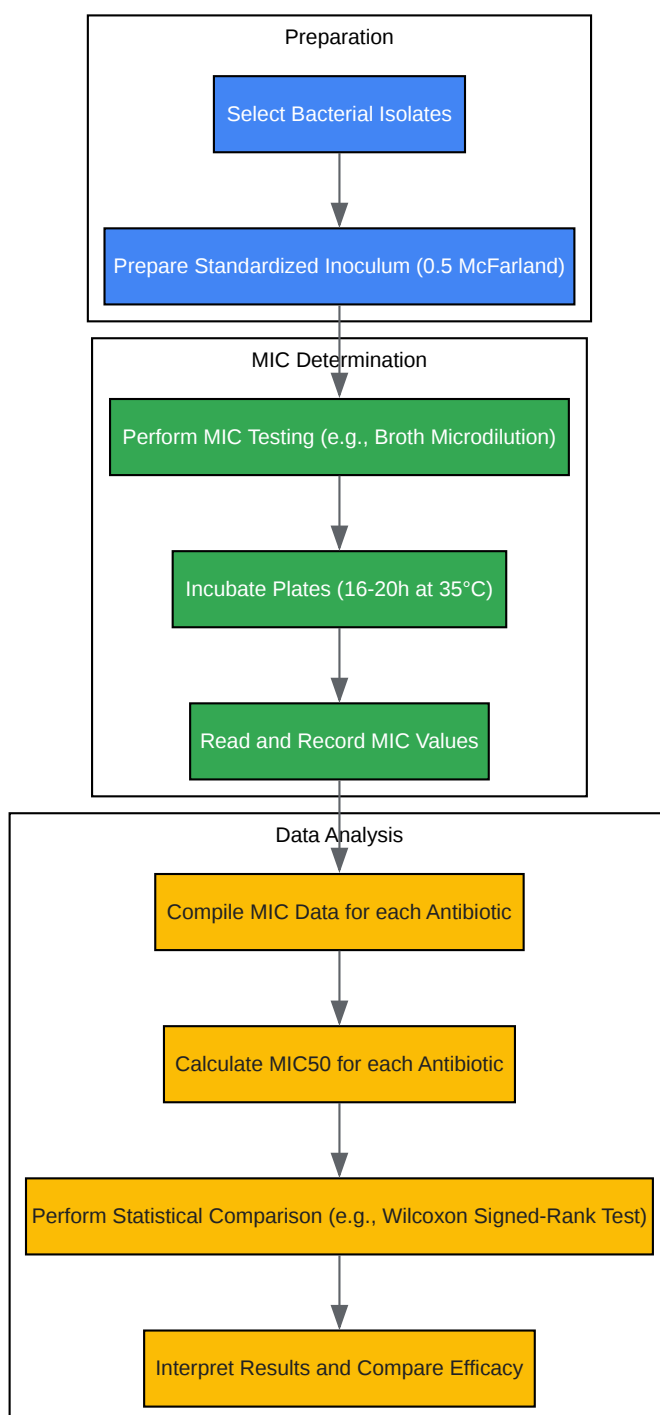 Preparation
Select Bacterial Isolates
Prepare Standardized Inoculum (0.5 McFarland)
MIC Determination
Perform MIC Testing (e.g., Broth Microdilution)
Incubate Plates (16-20h at 35°C)
Read and Record MIC Values
Data Analysis
Compile MIC Data for each Antibiotic
Calculate MIC50 for each Antibiotic
Perform Statistical Comparison (e.g., Wilcoxon Signed-Rank Test)
Interpret Results and Compare Efficacy